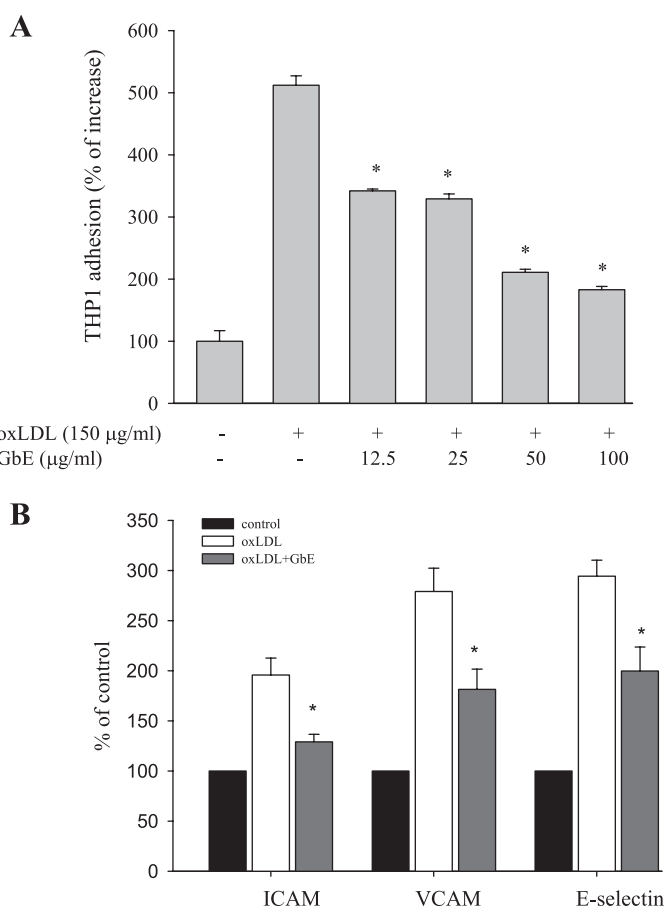 A
THP1 adhesion (% of increase)
600
500
400
300
200
100
0
* * * *
oxLDL (150 μg/ml) - + + + + +
GbE (μg/ml) - - 12.5 25 50 100
B
% of control
350
300
250
200
150
100
50
0
control
oxLDL
oxLDL+GbE
* * *
ICAM VCAM E-selectin